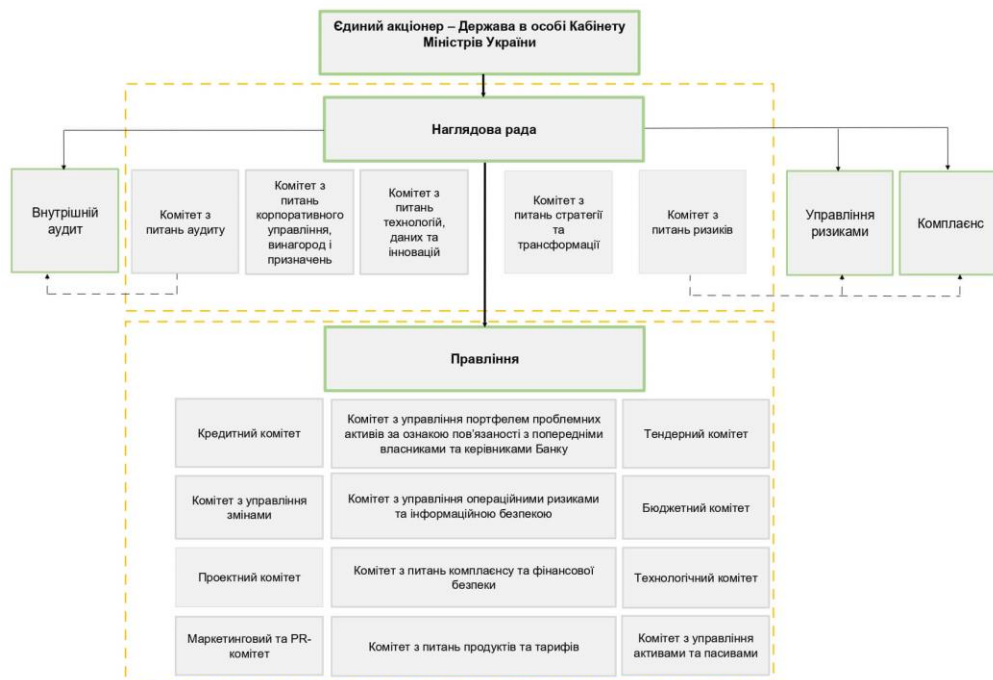 Єдиний акціонер – Держава в особі Кабінету
Міністрів України
Наглядова рада
Внутрішній
аудит
Комітет з
питань аудиту
Комітет з
питань
корпоративного
управління,
винагород і
призначень
Комітет з
питань
технологій,
даних та
інновацій
Комітет з
питань стратегії
та
трансформації
Комітет з
питань ризиків
Управління
ризиками
Комплаєнс
Правління
Кредитний комітет
Комітет з управління портфелем проблемних
активів за ознакою пов’язаності з попередніми
власниками та керівниками Банку
Тендерний комітет
Комітет з управління
змінами
Комітет з управління операційними ризиками
та інформаційною безпекою
Бюджетний комітет
Проектний комітет
Комітет з питань комплаєнсу та фінансової
безпеки
Технологічний комітет
Маркетинговий та PR-
комітет
Комітет з питань продуктів та тарифів
Комітет з управління
активами та пасивами